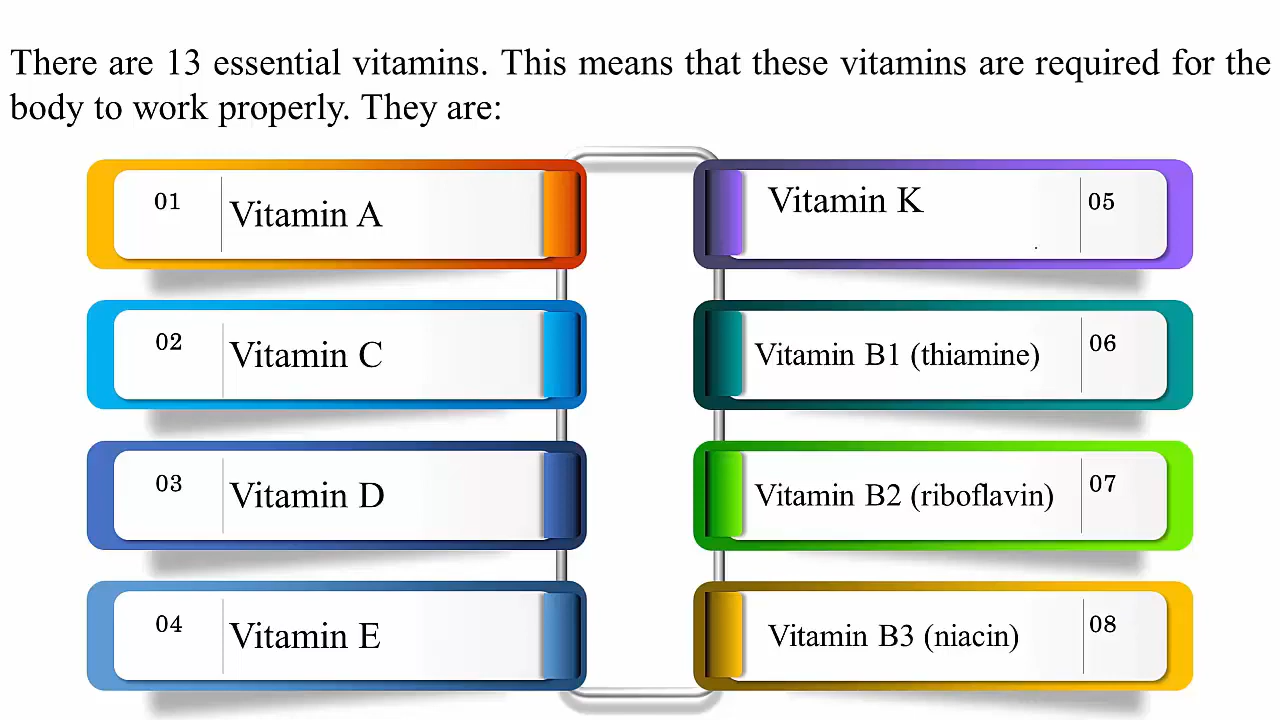 There are 13 essential vitamins. This means that these vitamins are required for the
body to work properly. They are:
01 Vitamin A
02 Vitamin C
03 Vitamin D
04 Vitamin E
Vitamin K 05
Vitamin B1 (thiamine) 06
Vitamin B2 (riboflavin) 07
Vitamin B3 (niacin) 08